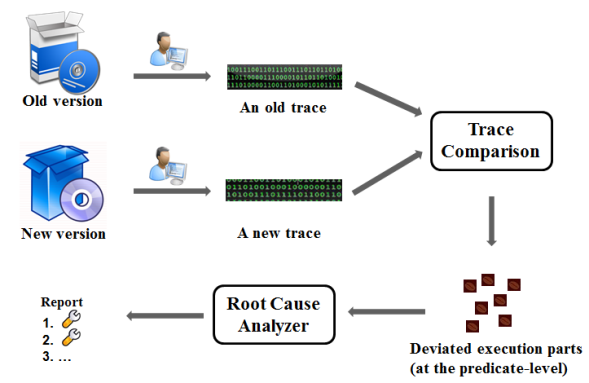 Old version
An old trace
Trace
Comparison
New version
A new trace
Report
1.
2.
3. ...
Root Cause
Analyzer
Deviated execution parts
(at the predicate-level)